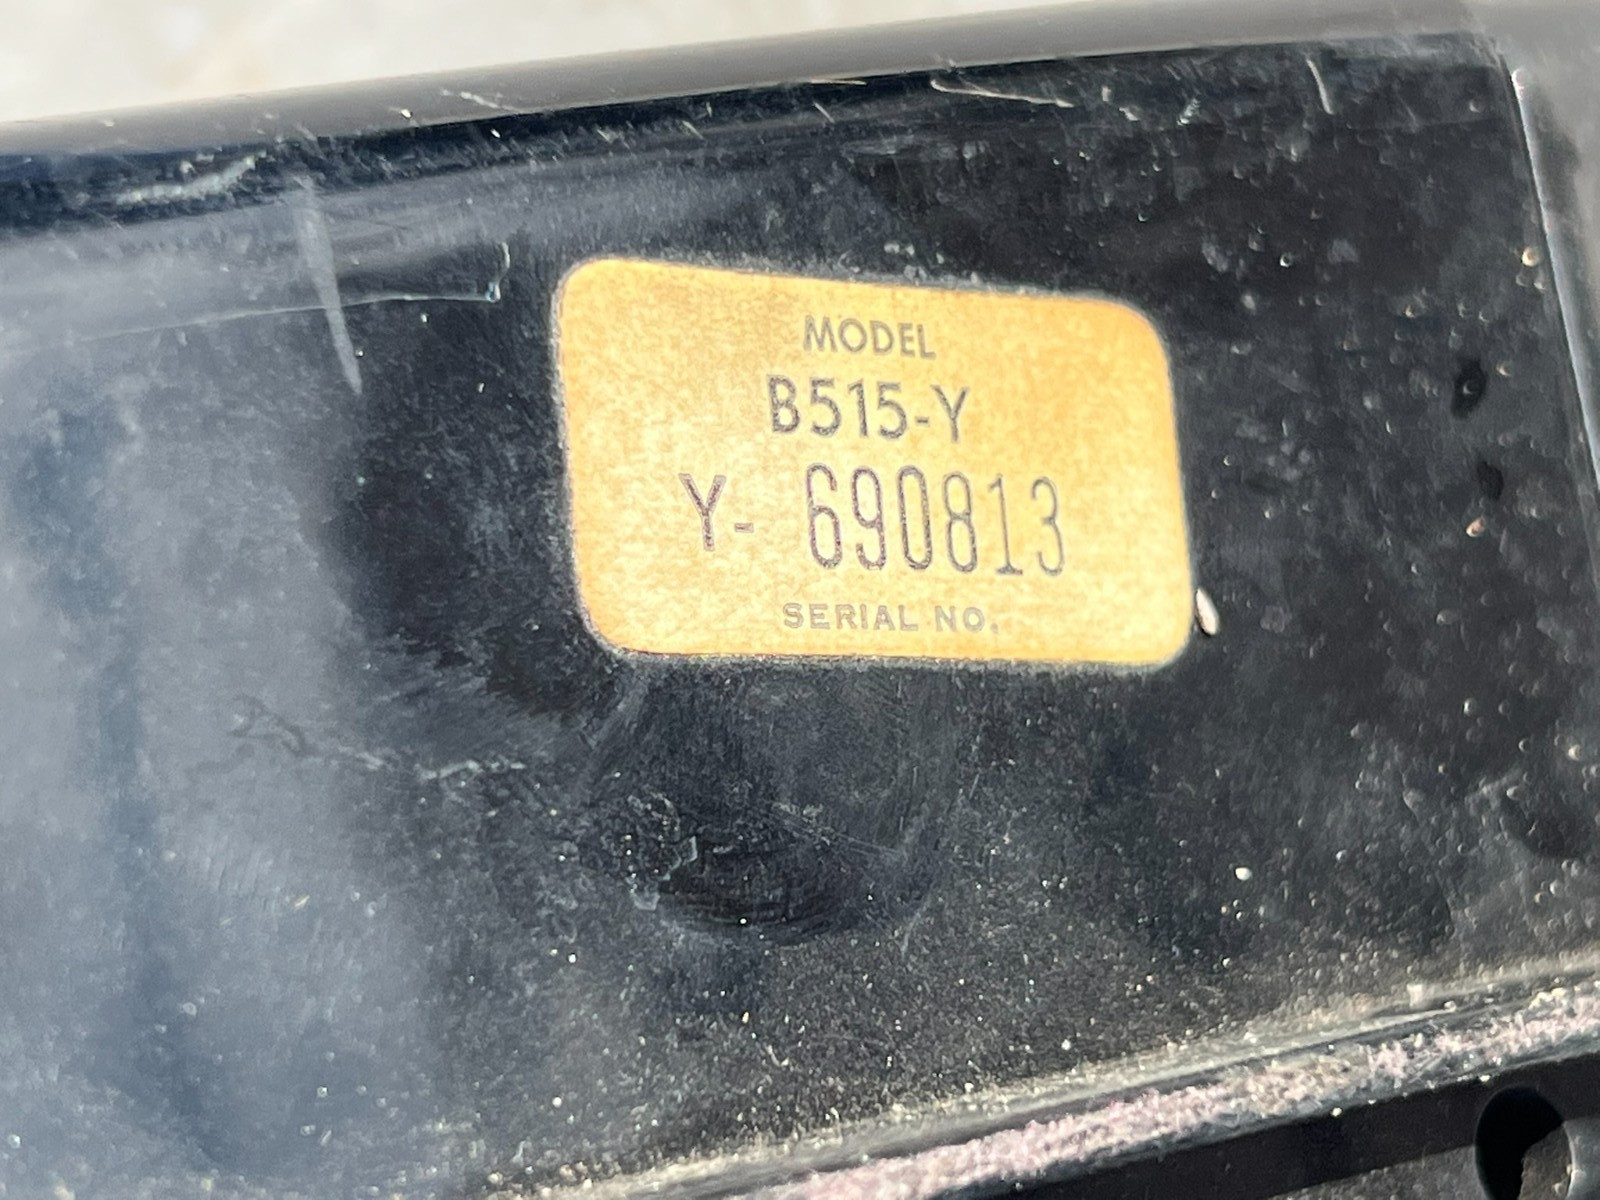 MODEL
B515-Y
Y- 690813
SERIAL NO.